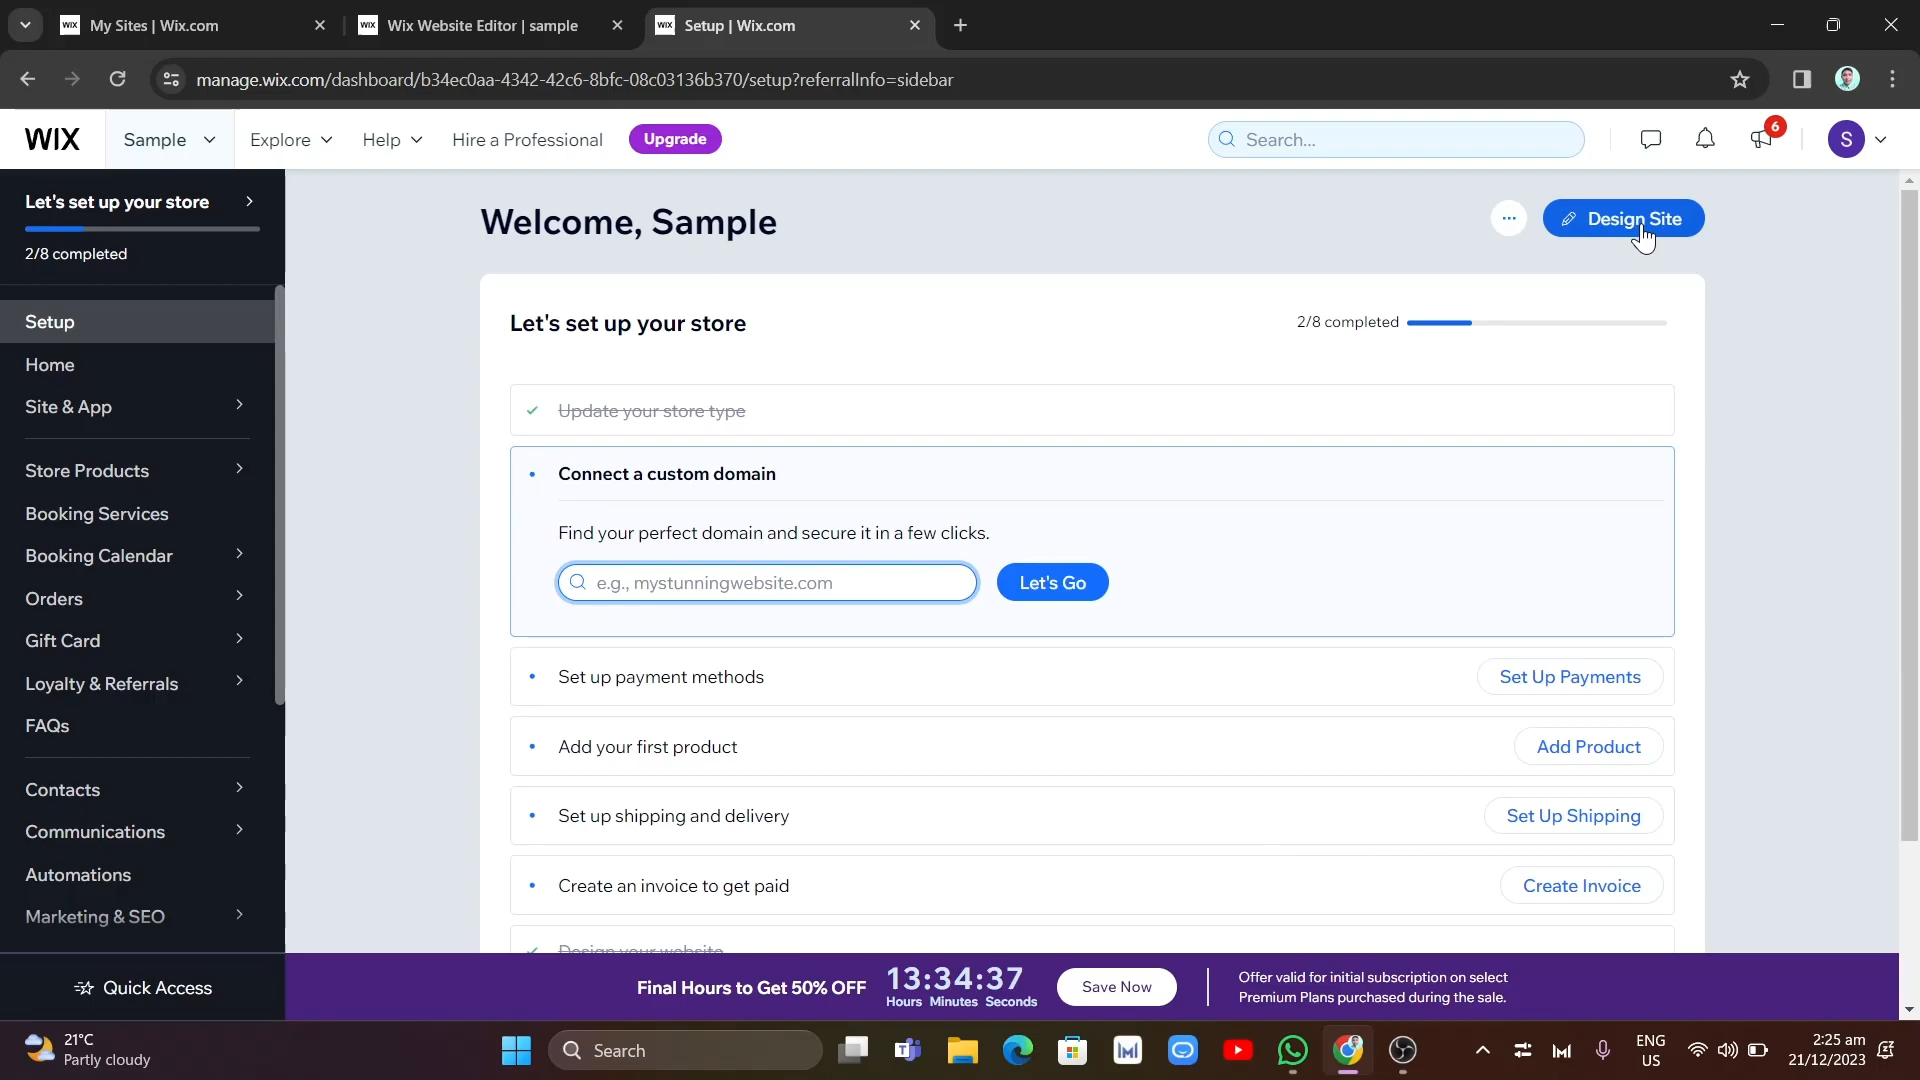 My Sites | Wix.com
Wix Website Editor | sample
Setup | Wix.com
manage.wix.com/dashboard/b34ec0aa-4342-42c6-8bfc-08c03136b370/setup?referralInfo=sidebar
WIX
Sample
Explore
Help
Hire a Professional
Upgrade
Search...
6
S
Let's set up your store
2/8 completed
Setup
Home
Site & App
Store Products
Booking Services
Booking Calendar
Orders
Gift Card
Loyalty & Referrals
FAQs
Contacts
Communications
Automations
Marketing & SEO
Quick Access
Welcome, Sample
Design Site
Let's set up your store
2/8 completed
Update your store type
Connect a custom domain
Find your perfect domain and secure it in a few clicks.
e.g., mystunningwebsite.com
Let's Go
Set up payment methods
Set Up Payments
Add your first product
Add Product
Set up shipping and delivery
Set Up Shipping
Create an invoice to get paid
Create Invoice
Design your website
Final Hours to Get 50% OFF
13:34:37
Hours Minutes Seconds
Save Now
Offer valid for initial subscription on select
Premium Plans purchased during the sale.
21°C
Partly cloudy
Search
ENG
US
2:25 am
21/12/2023